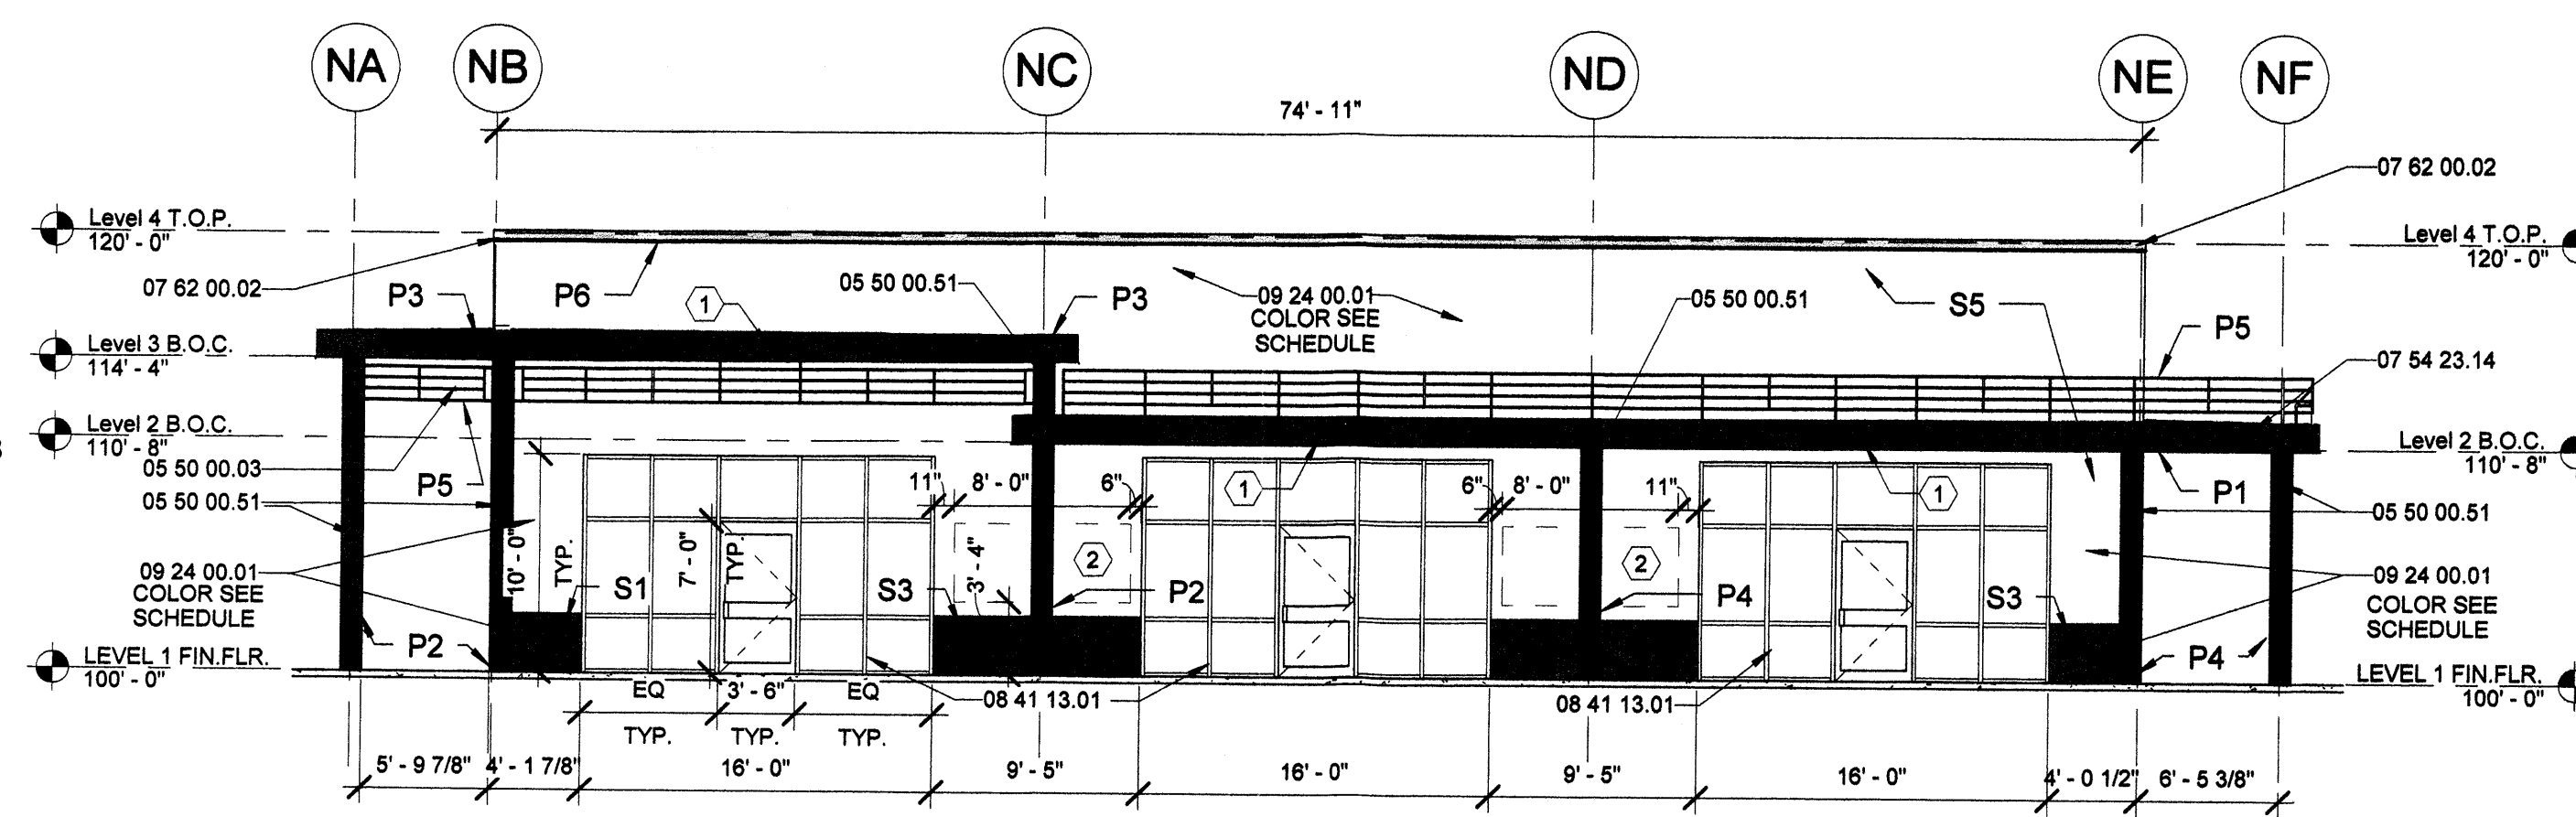 NA NB NC ND NE NF
74' - 11"
07 62 00.02
Level 4 T.O.P.
120' - 0"
Level 4 T.O.P.
120' - 0"
07 62 00.02
P3
P6
1
05 50 00.51
P3
09 24 00.01
COLOR SEE
SCHEDULE
05 50 00.51
S5
P5
Level 3 B.O.C.
114' - 4"
07 54 23.14
Level 2 B.O.C.
110' - 8"
Level 2 B.O.C.
110' - 8"
05 50 00.03
P5
05 50 00.51
11" 8' - 0" 6"
1
6" 8' - 0" 11"
1
P1
05 50 00.51
10' - 0"
TYP.
7' - 0"
TYP.
3' - 4"
2
2
09 24 00.01
COLOR SEE
SCHEDULE
S1
S3
P2
P4
S3
09 24 00.01
COLOR SEE
SCHEDULE
P2
P4
LEVEL 1 FIN.FLR.
100' - 0"
LEVEL 1 FIN.FLR.
100' - 0"
EQ 3' - 6" EQ
08 41 13.01
08 41 13.01
TYP. TYP. TYP.
5' - 9 7/8" 4' - 1 7/8" 16' - 0" 9' - 5" 16' - 0" 9' - 5" 16' - 0" 4' - 0 1/2" 6' - 5 3/8"